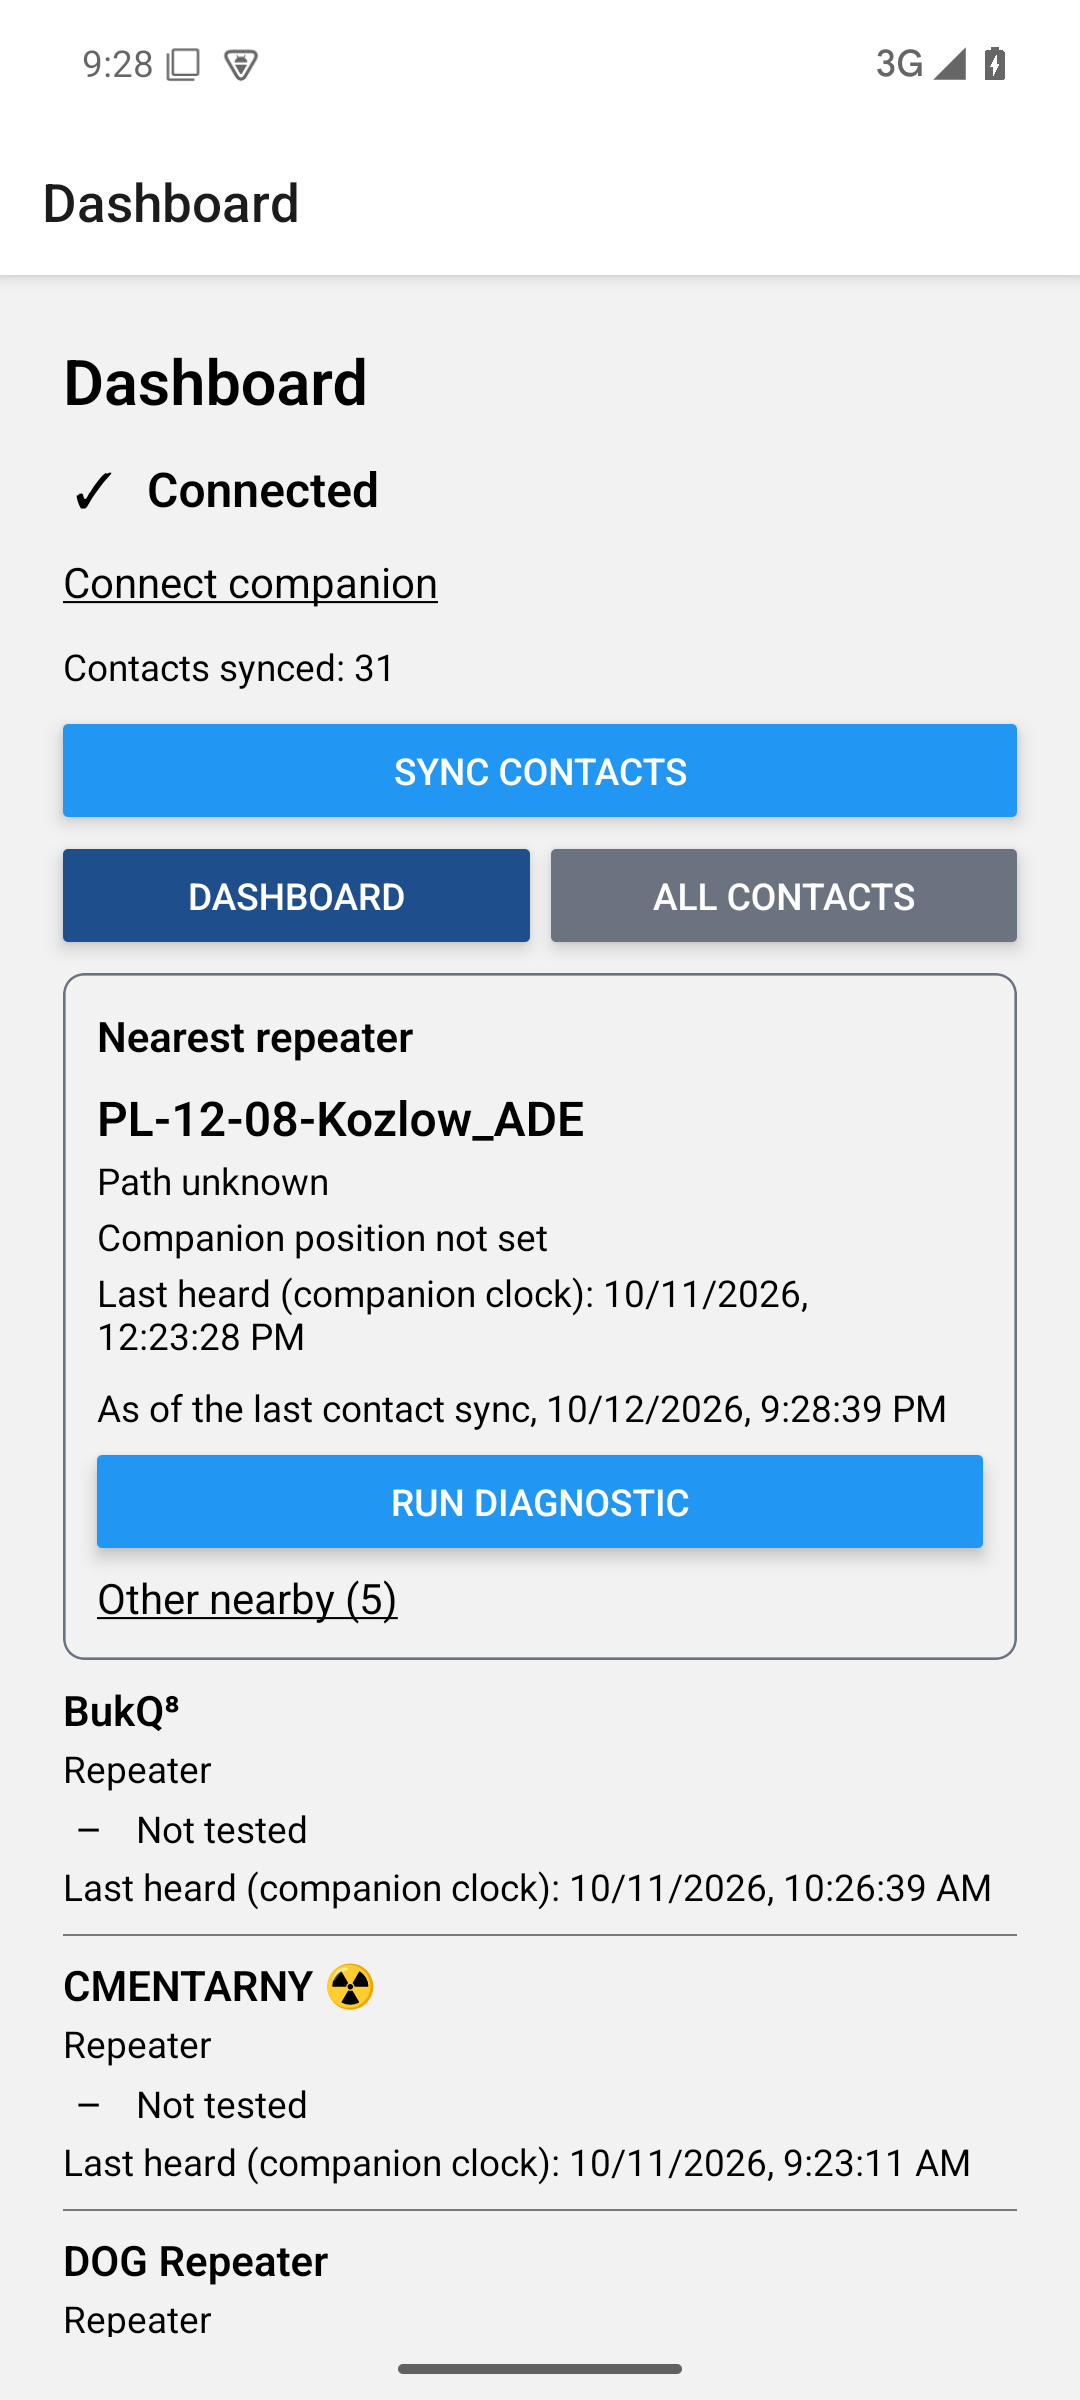 9:28
3G
Dashboard
Dashboard
✓ Connected
Connect companion
Contacts synced: 31
SYNC CONTACTS
DASHBOARD
ALL CONTACTS
Nearest repeater
PL-12-08-Kozlow_ADE
Path unknown
Companion position not set
Last heard (companion clock): 10/11/2026,
12:23:28 PM
As of the last contact sync, 10/12/2026, 9:28:39 PM
RUN DIAGNOSTIC
Other nearby (5)
BukQ⁸
Repeater
– Not tested
Last heard (companion clock): 10/11/2026, 10:26:39 AM
CMENTARNY ☢️
Repeater
– Not tested
Last heard (companion clock): 10/11/2026, 9:23:11 AM
DOG Repeater
Repeater